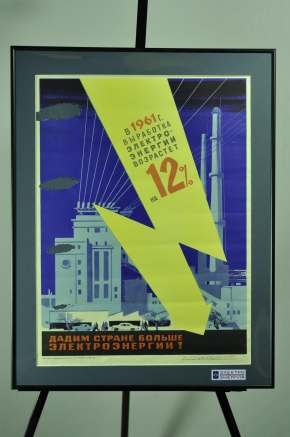 В 1961 г.
ВЫРАБОТКА
ЭЛЕКТРО-
ЭНЕРГИИ
ВОЗРАСТЕТ
НА 12%
ДАДИМ СТРАНЕ БОЛЬШЕ
ЭЛЕКТРОЭНЕРГИИ!